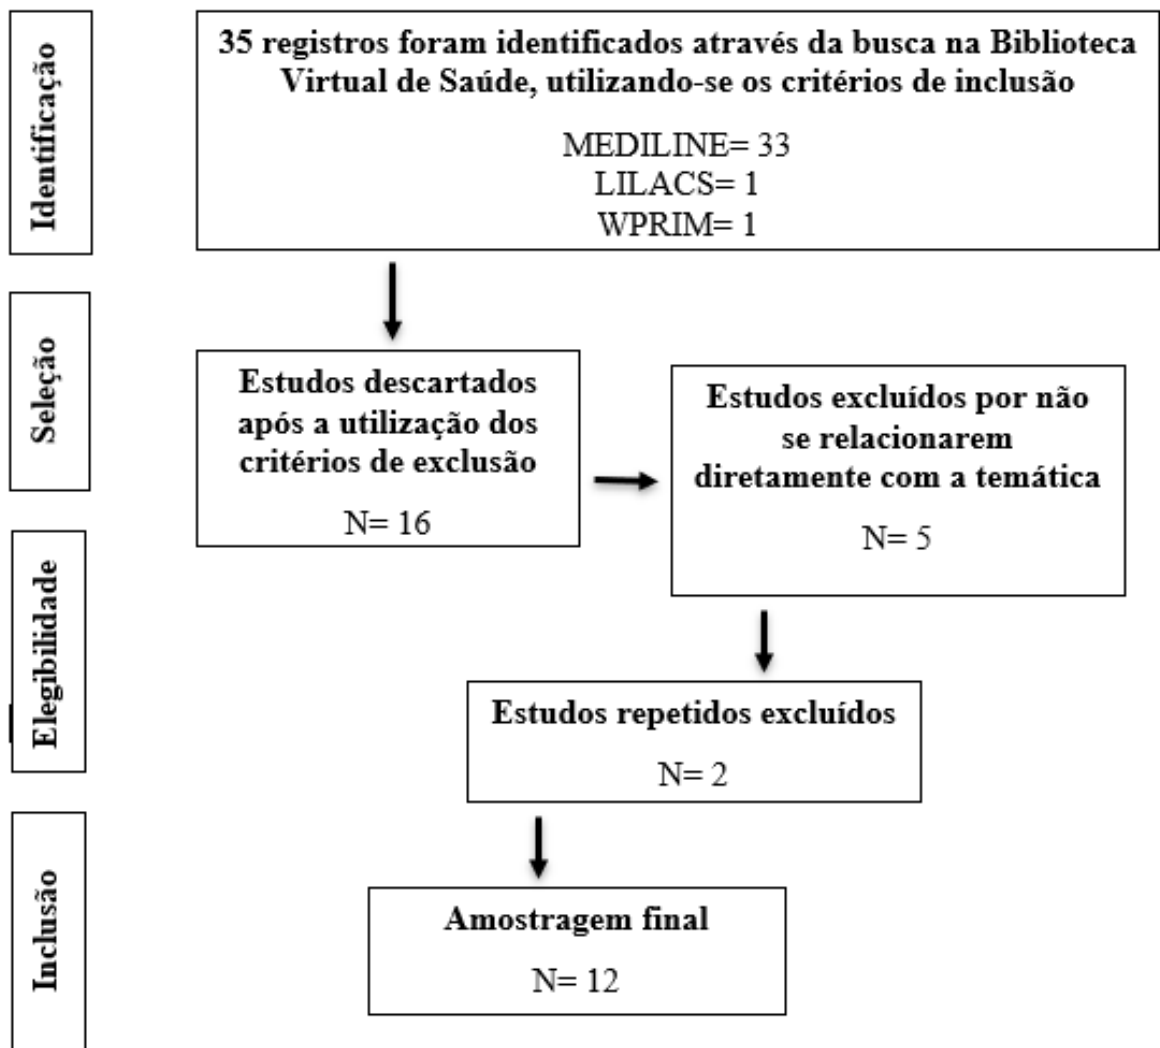 Identificação
35 registros foram identificados através da busca na Biblioteca
Virtual de Saúde, utilizando-se os critérios de inclusão
MEDILINE= 33
LILACS= 1
WPRIM= 1
Seleção
Estudos descartados
após a utilização dos
critérios de exclusão
N= 16
Estudos excluídos por não
se relacionarem
diretamente com a temática
N= 5
Elegibilidade
Estudos repetidos excluídos
N= 2
Inclusão
Amostragem final
N= 12